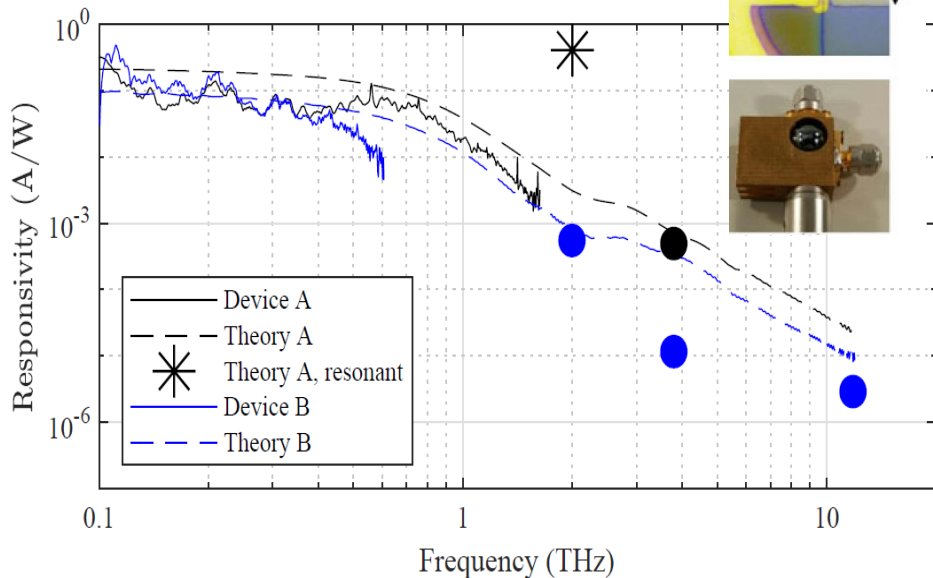 10^0
10^-3
10^-6
Responsivity (A/W)
Device A
Theory A
Theory A, resonant
Device B
Theory B
0.1
1
10
Frequency (THz)